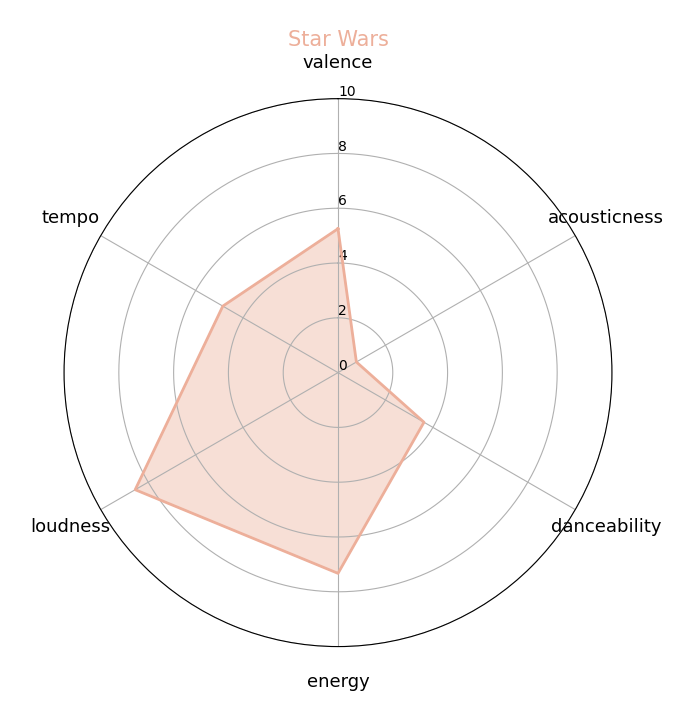 Star Wars
valence
10
8
tempo
6
acousticness
4
2
0
loudness
danceability
energy